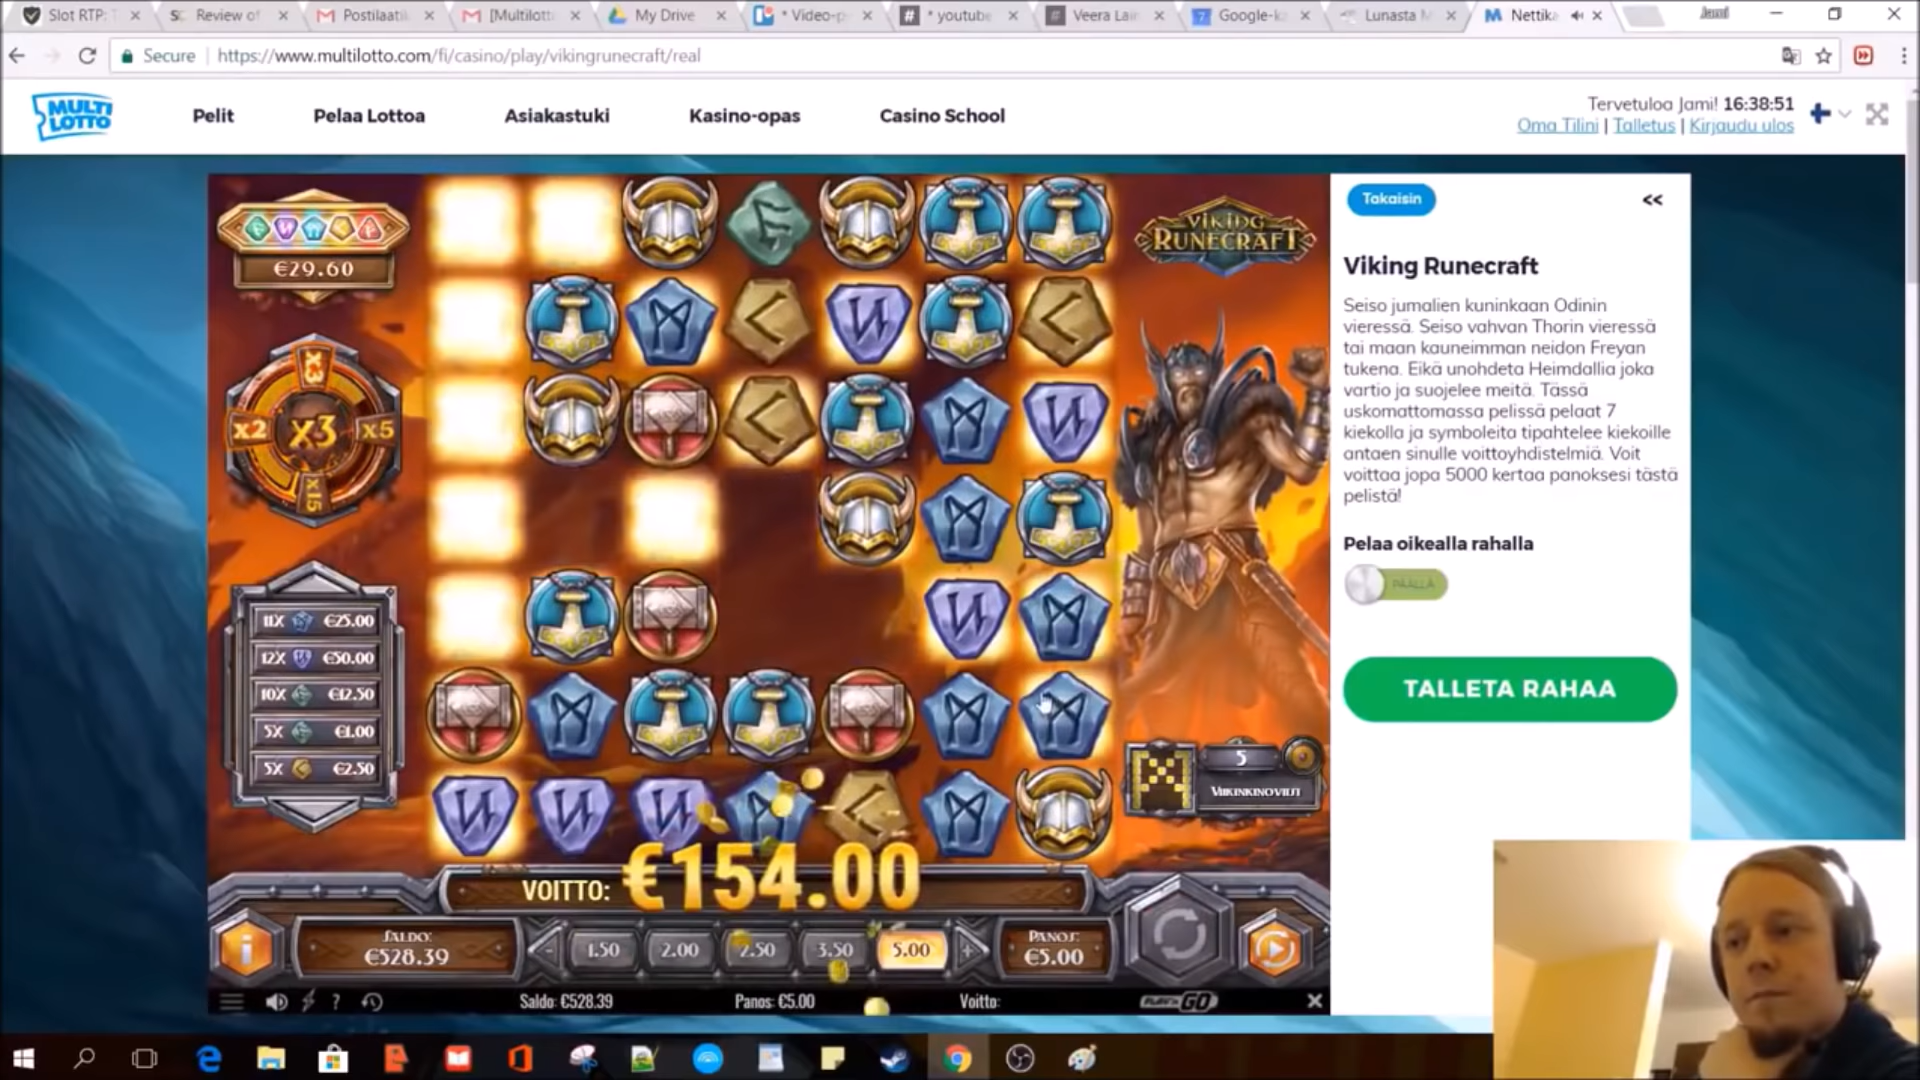 Slot RTP: T
Review of
Postilaati
[Multilott
My Drive
* Video-p
* youtube
Veera Lai
Google-k
Lunasta M
Nettika
Secure
https://www.multilotto.com/fi/casino/play/vikingrunecraft/real
MULTI
LOTTO
Pelit
Pelaa Lottoa
Asiakastuki
Kasino-opas
Casino School
Tervetuloa Jami! 16:38:51
Oma Tilini | Talletus | Kirjaudu ulos
€29.60
VIKING
RUNECRAFT
X3
X2
X3
X5
X15
11X €25.00
12X €50.00
10X €12.50
5X €1.00
5X €2.50
5
VOITTO: €154.00
SALDO:
€528.39
1.50
2.00
2.50
3.50
5.00
PANOS:
€5.00
Saldo: €528.39
Panos: €5.00
Voitto:
PLAY'n GO
Takaisin
<<
Viking Runecraft
Seiso jumalien kuninkaan Odinin
vieressä. Seiso vahvan Thorin vieressä
tai maan kauneimman neidon Freyan
tukena. Eikä unohdeta Heimdallia joka
vartio ja suojelee meitä. Tässä
uskomattomassa pelissä pelaat 7
kiekolla ja symboleita tipahtelee kiekoille
antaen sinulle voittoyhdistelmiä. Voit
voittaa jopa 5000 kertaa panoksesi tästä
pelistä!
Pelaa oikealla rahalla
PÄÄLLÄ
TALLETA RAHAA